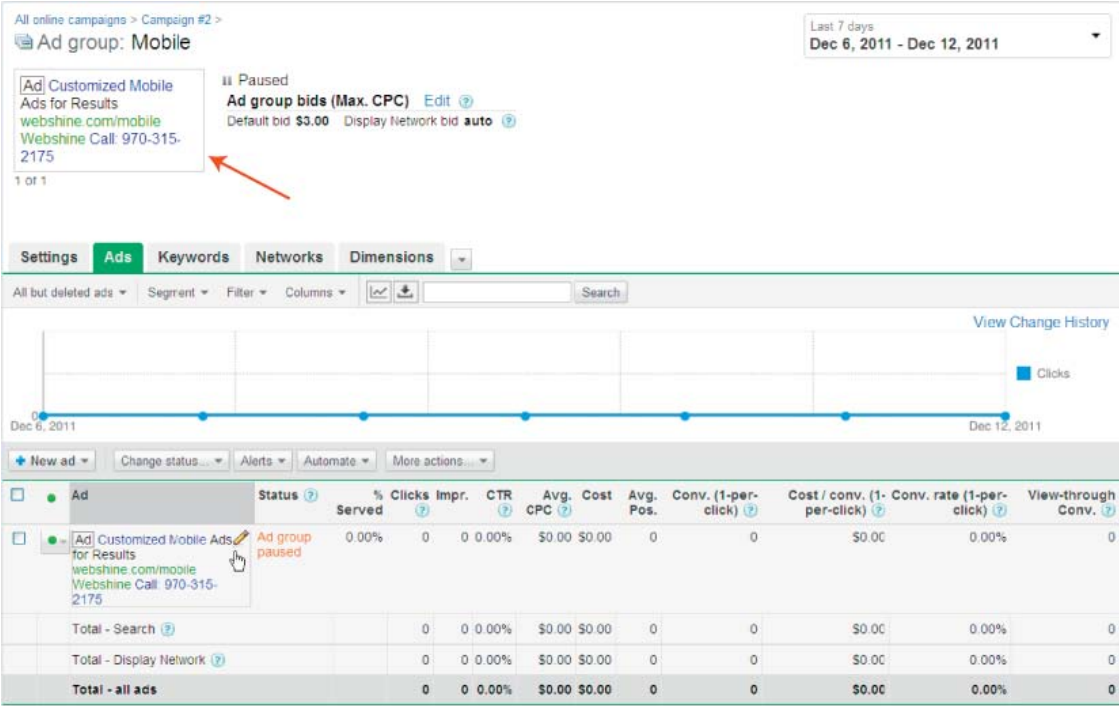 All online campaigns > Campaign #2 >
Ad group: Mobile
Last 7 days
Dec 6, 2011 - Dec 12, 2011
Ad Customized Mobile
Ads for Results
webshine.com/mobile
Webshine Call: 970-315-
2175
1 of 1
Paused
Ad group bids (Max. CPC) Edit ?
Default bid $3.00 Display Network bid auto ?
Settings Ads Keywords Networks Dimensions
All but deleted ads Segment Filter Columns Search
View Change History
Clicks
0
Dec 6, 2011 Dec 12, 2011
+ New ad Change status... Alerts Automate More actions...
Ad Status ? % Served Clicks ? Impr. CTR ? Avg. CPC ? Cost Avg. Pos. Conv. (1-per-click) ? Cost / conv. (1-per-click) ? Conv. rate (1-per-click) ? View-through Conv. ?
Ad Customized Mobile Ads Ad group 0.00% 0 0 0.00% $0.00 $0.00 0 0 $0.00 0.00% 0
for Results paused
webshine.com/mobile
Webshine Call: 970-315-
2175
Total - Search ? 0 0 0.00% $0.00 $0.00 0 0 $0.00 0.00% 0
Total - Display Network ? 0 0 0.00% $0.00 $0.00 0 0 $0.00 0.00% 0
Total - all ads 0 0 0.00% $0.00 $0.00 0 0 $0.00 0.00% 0